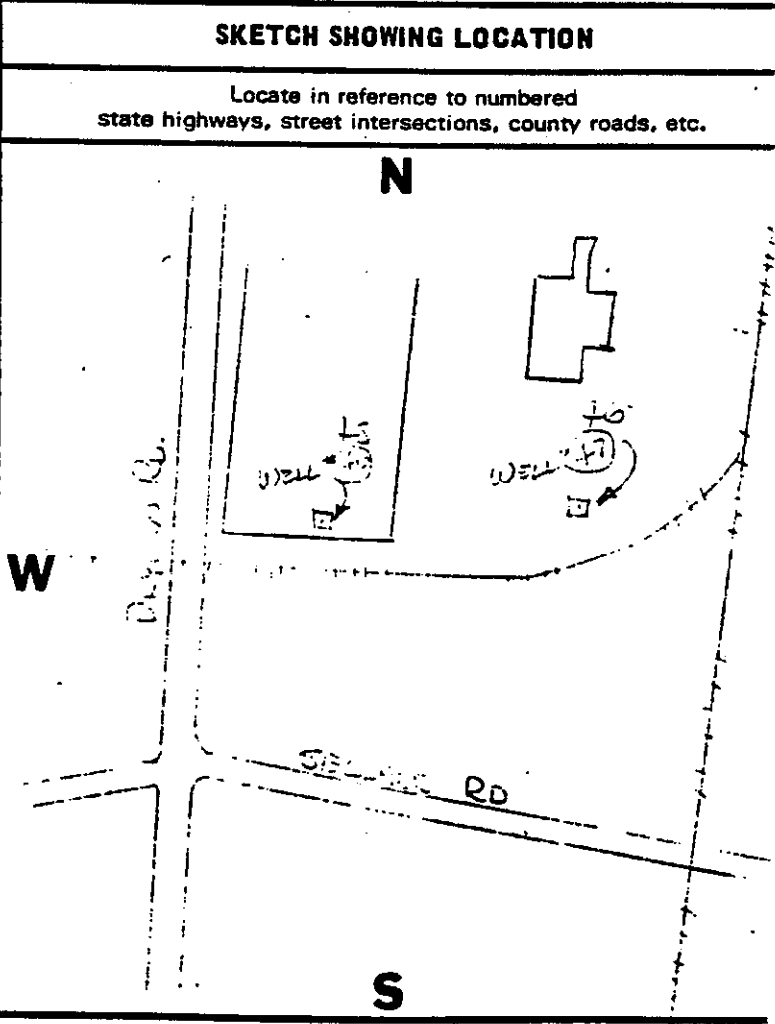 SKETCH SHOWING LOCATION
Locate in reference to numbered
state highways, street intersections, county roads, etc.
N
WELL
WELL
W
RD
S